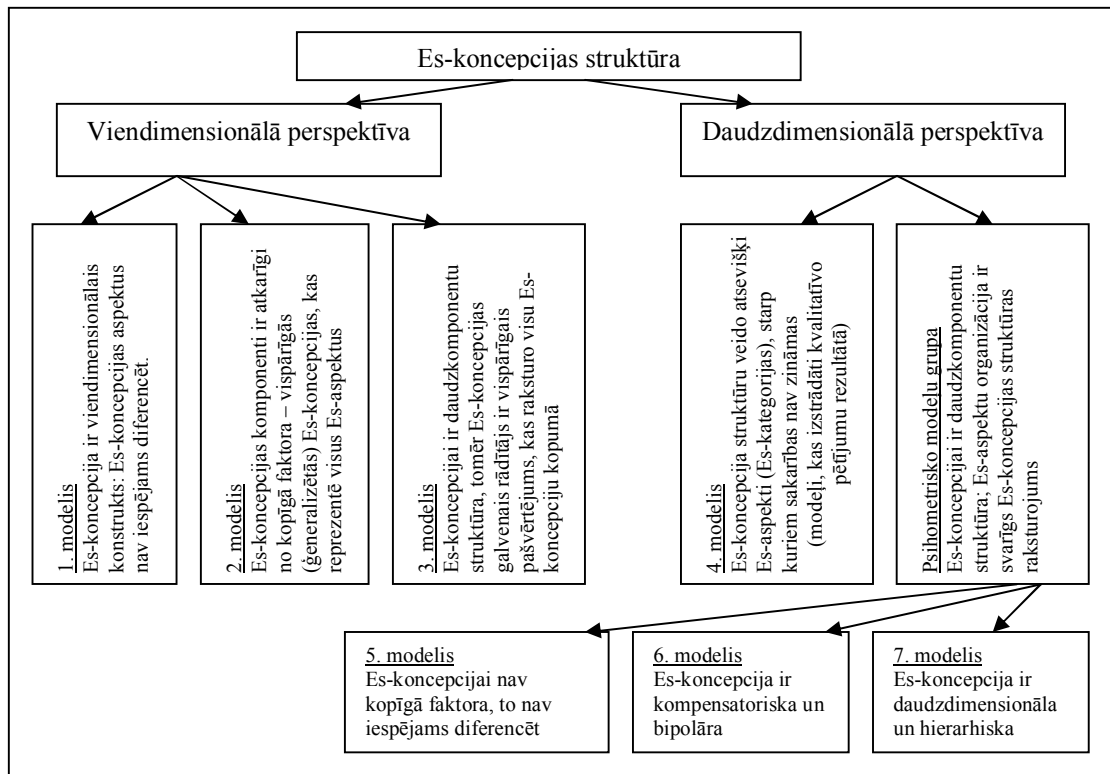 Es-koncepcijas struktūra
Viendimensionālā perspektīva
Daudzdimensionālā perspektīva
1. modelis
Es-koncepcija ir viendimensionālais
konstrukts: Es-koncepcijas aspektus
nav iespējams diferencēt.
2. modelis
Es-koncepcijas komponenti ir atkarīgi
no kopīgā faktora – vispārīgās
(ģeneralizētās) Es-koncepcijas, kas
reprezentē visus Es-aspektus
3. modelis
Es-koncepcijai ir daudzkomponentu
struktūra, tomēr Es-koncepcijas
galvenais rādītājs ir vispārīgais
pašvērtējums, kas raksturo visu Es-
koncepciju kopumā
4. modelis
Es-koncepcija struktūru veido atsevišķi
Es-aspekti (Es-kategorijas), starp
kuriem sakarības nav zināmas
(modeļi, kas izstrādāti kvalitatīvo
pētījumu rezultātā)
Psihometrisko modeļu grupa
Es-koncepcijai ir daudzkomponentu
struktūra; Es-aspektu organizācija ir
svarīgs Es-koncepcijas struktūras
raksturojums
5. modelis
Es-koncepcijai nav
kopīgā faktora, to nav
iespējams diferencēt
6. modelis
Es-koncepcija ir
kompensatoriska un
bipolāra
7. modelis
Es-koncepcija ir
daudzdimensionāla
un hierarhiska